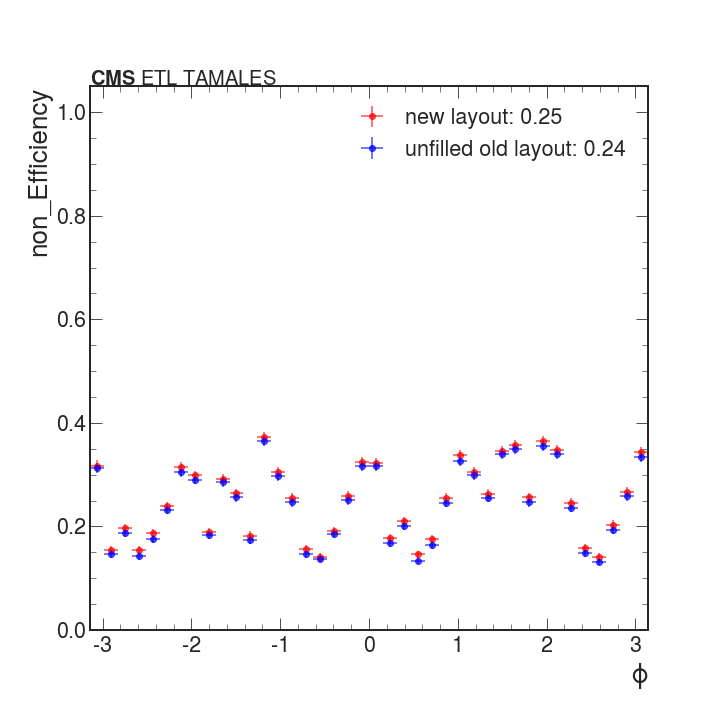 CMS ETL TAMALES
non_Efficiency
new layout: 0.25
unfilled old layout: 0.24
1.0
0.8
0.6
0.4
0.2
0.0
-3 -2 -1 0 1 2 3
ϕ